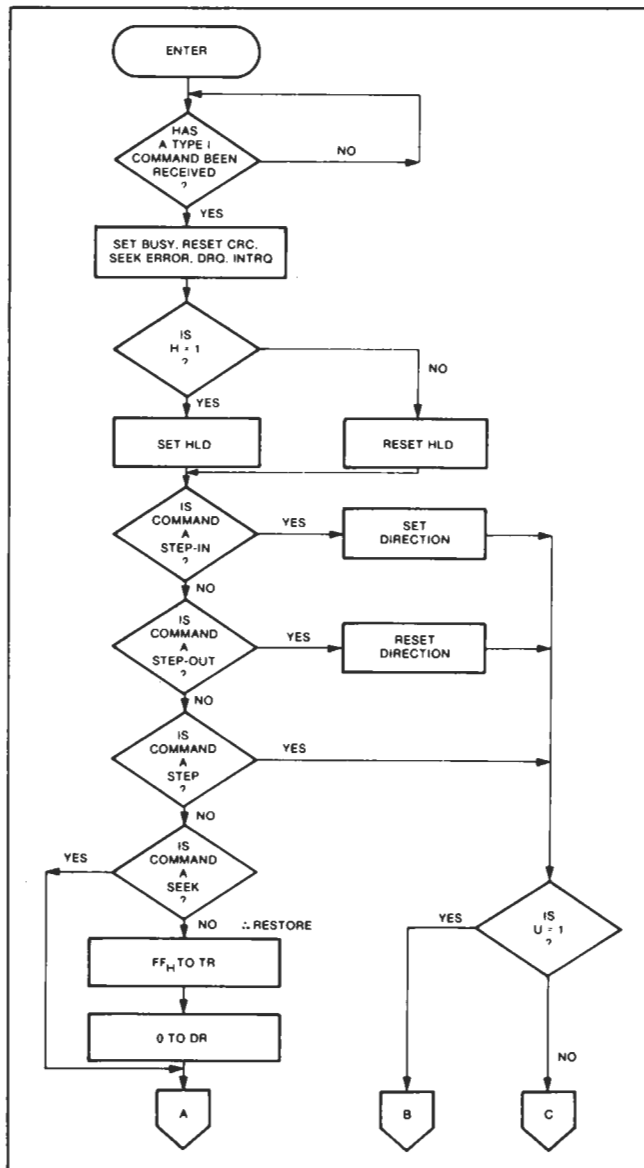 ENTER
HAS
A TYPE I
COMMAND BEEN
RECEIVED
?
NO
YES
SET BUSY, RESET CRC,
SEEK ERROR, DRQ, INTRQ
IS
H = 1
?
NO
YES
SET HLD
RESET HLD
IS
COMMAND
A
STEP-IN
?
YES
SET
DIRECTION
NO
IS
COMMAND
A
STEP-OUT
?
YES
RESET
DIRECTION
NO
IS
COMMAND
A
STEP
?
YES
NO
IS
COMMAND
A
SEEK
?
YES
NO ∴ RESTORE
IS
U = 1
?
YES
FFH TO TR
0 TO DR
NO
A
B
C